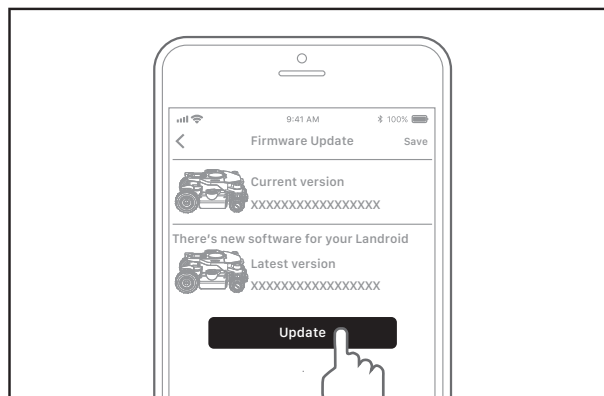 9:41 AM 100%
Firmware Update Save
Current version
XXXXXXXXXXXXXXXXX
There's new software for your Landroid
Latest version
XXXXXXXXXXXXXXXXX
Update